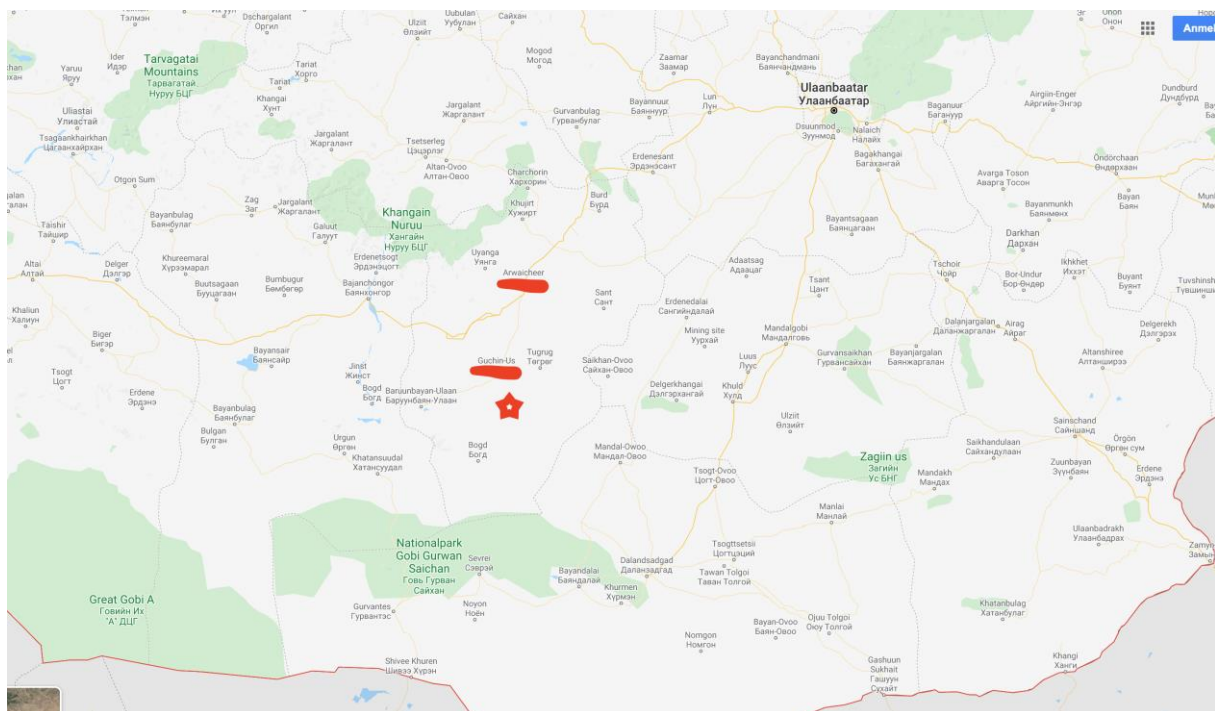 Ulaanbaatar
Улаанбаатар
Anmel
Тэлмэн
Dschargalant
Оргил
Ulziit
Өлзийт
Uubulan
Уубулан
Сайхан
Mogod
Могод
Онон
Tarvagatai
Mountains
Тарвагатай
Нуруу БЦГ
Ider
Идэр
Yaruu
Яруу
Tariat
Хорго
Tariat
Khangai
Хунт
Uliastai
Улиастай
Tsagaankhairkhan
Цагаанхайрхан
Jargalant
Жаргалант
Jargalant
Жаргалант
Tsetserleg
Цэцэрлэг
Altan-Ovoo
Алтан-Овоо
Zaamar
Заамар
Bayanchandmani
Баянчандмань
Bayannuur
Баяннуур
Lun
Лүн
Gurvanbulag
Гурванбулаг
Dsuunmod
Зуунмод
Nalaich
Налайх
Baganuur
Багануур
Bagakhangai
Багахангай
Airgiin-Enger
Айргийн-Энгэр
Dundburd
Дундбүрд
Öndörchaan
Өндөрхаан
Avarga Toson
Аварга Тосон
Erdenesant
Эрдэнэсант
Charchorin
Хархорин
Khujirt
Хужирт
Burd
Бүрд
Otgon Sum
Zag
Заг
Jargalant
Жаргалант
Galuut
Галуут
Bayanbulag
Баянбулаг
Taishir
Тайшир
Khangain
Nuruu
Хангайн
Нуруу БЦГ
Erdenetsogt
Эрдэнэцогт
Uyanga
Уянга
Arwaicheer
Bajanchongor
Баянхонгор
Altai
Алтай
Delger
Дэлгэр
Khureemaral
Хүрээмарал
Buutsagaan
Бууцагаан
Bumbugur
Бөмбөгөр
Sant
Сант
Adaatsag
Адаацаг
Erdenedalai
Сангийндалай
Mining site
Уурхай
Bayantsagaan
Баянцагаан
Tsant
Цант
Mandalgobi
Мандалговь
Bayanmunkh
Баянмөнх
Bayan
Баян
Darkhan
Дархан
Tschoir
Чойр
Bor-Undur
Бор-Өндөр
Ikhkhet
Иххэт
Buyant
Буянт
Tuvshinsh
Түвшинш
Khaliun
Халиун
Biger
Бигэр
Tsogt
Цогт
Erdene
Эрдэнэ
Bayansair
Баянсайр
Jinst
Жинст
Bogd
Богд
Baruunbayan-Ulaan
Баруунбаян-Улаан
Guchin-Us
Tugrug
Төгрөг
Saikhan-Ovoo
Сайхан-Овоо
Delgerkhangai
Дэлгэрхангай
Luus
Луус
Khuld
Хулд
Gurvansaikhan
Гурвансайхан
Bayanjargalan
Баянжаргалан
Dalanjargalan
Даланжаргалан
Airag
Айраг
Altanshiree
Алтанширээ
Delgerekh
Дэлгэрэх
Bayanbulag
Баянбулаг
Bulgan
Булган
Urgun
Өргөн
Khatansuudal
Хатансуудал
Bogd
Богд
Mandal-Owoo
Мандал-Овоо
Ulziit
Өлзийт
Tsogt-Ovoo
Цогт-Овоо
Zagiin us
Загийн
Ус БНГ
Mandakh
Мандах
Saikhandulaan
Сайхандулаан
Sainschand
Сайншанд
Örgön
Өргөн сум
Zuunbayan
Зүүнбаян
Erdene
Эрдэнэ
Manlai
Манлай
Ulaanbadrakh
Улаанбадрах
Nationalpark
Gobi Gurwan
Saichan
Говь Гурван
Сайхан
Sevrei
Сэврэй
Bayandalai
Баяндалай
Khurmen
Хүрмэн
Dalandsadgad
Даланзадгад
Tsogttsetsii
Цогтцэций
Tawan Tolgoi
Таван Толгой
Great Gobi A
Говийн Их
"А" ДЦГ
Gurvantes
Гурвантэс
Noyon
Ноён
Nomgon
Номгон
Bayan-Ovoo
Баян-Овоо
Ojuu Tolgoi
Оюу Толгой
Khatanbulag
Хатанбулаг
Shivee Khuren
Шивээ Хүрэн
Gashuun
Sukhait
Гашуун
Сухайт
Khangi
Ханги